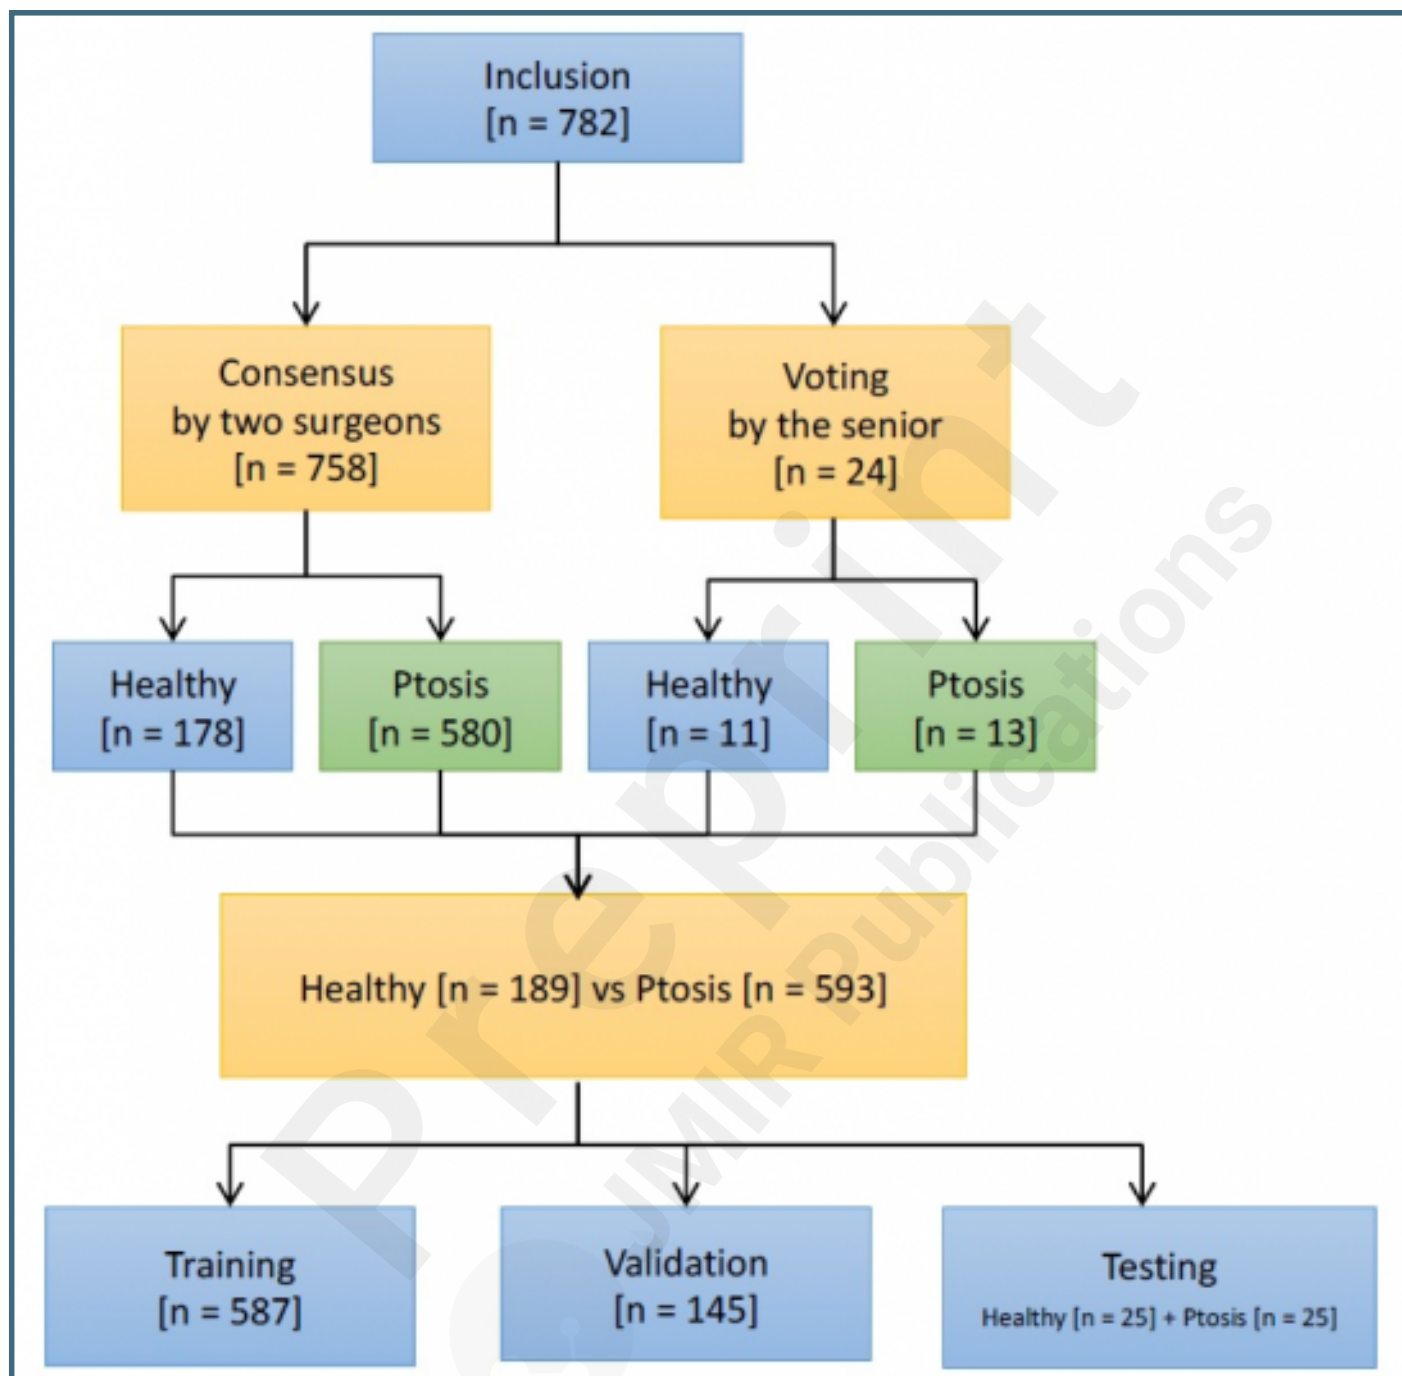 Inclusion
[n = 782]
Consensus
by two surgeons
[n = 758]
Voting
by the senior
[n = 24]
Healthy
[n = 178]
Ptosis
[n = 580]
Healthy
[n = 11]
Ptosis
[n = 13]
Healthy [n = 189] vs Ptosis [n = 593]
Training
[n = 587]
Validation
[n = 145]
Testing
Healthy [n = 25] + Ptosis [n = 25]
Preprint
JMIR Publications